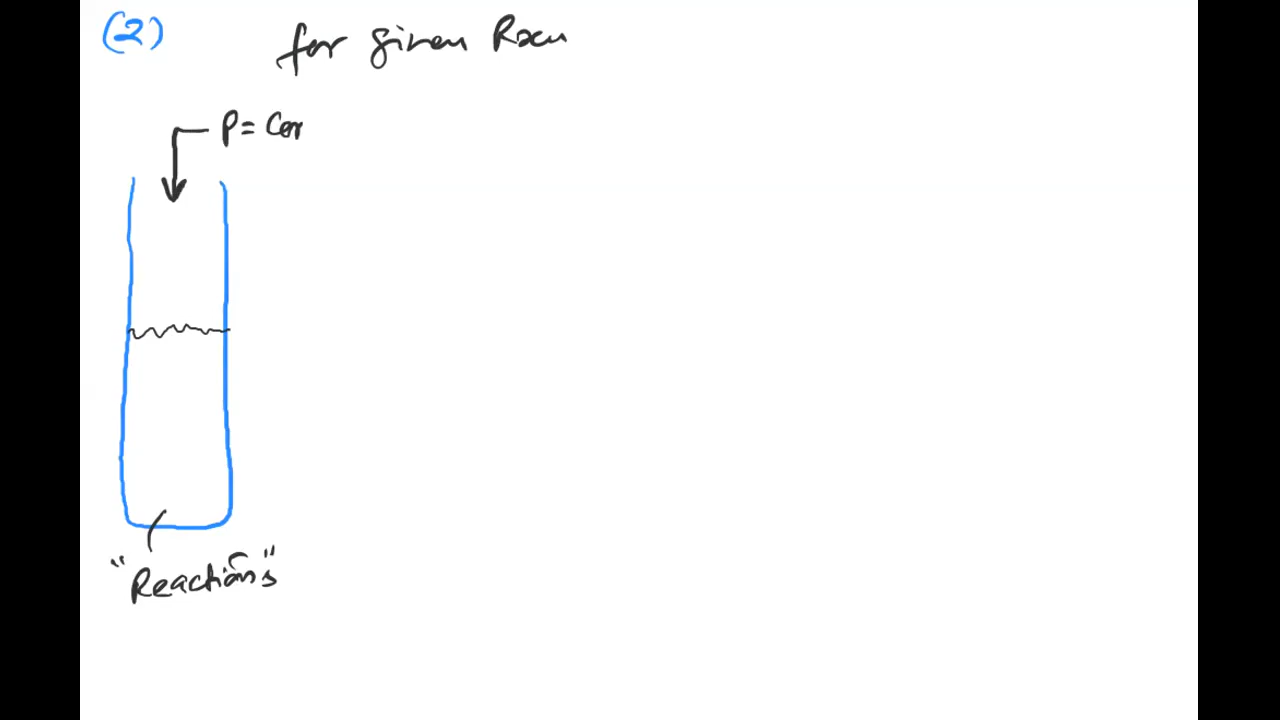 (2) for given Rxn
P = Con
"Reactions"